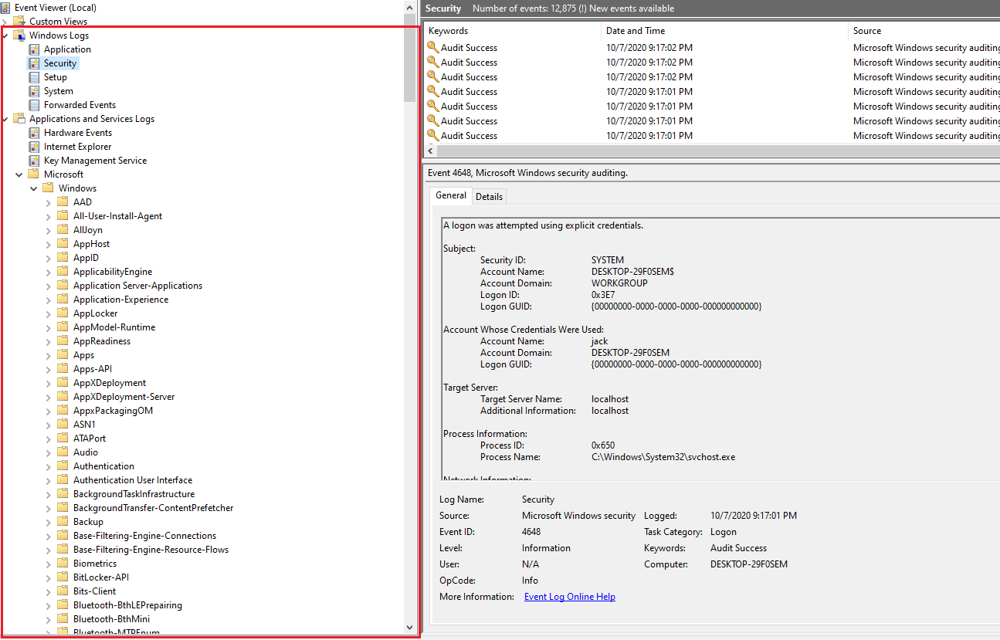 Event Viewer (Local)
Custom Views
Windows Logs
Application
Security
Setup
System
Forwarded Events
Applications and Services Logs
Hardware Events
Internet Explorer
Key Management Service
Microsoft
Windows
AAD
All-User-Install-Agent
AllJoyn
AppHost
AppID
ApplicabilityEngine
Application Server-Applications
Application-Experience
AppLocker
AppModel-Runtime
AppReadiness
Apps
Apps-API
AppXDeployment
AppXDeployment-Server
AppxPackagingOM
ASN1
ATAPort
Audio
Authentication
Authentication User Interface
BackgroundTaskInfrastructure
BackgroundTransfer-ContentPrefetcher
Backup
Base-Filtering-Engine-Connections
Base-Filtering-Engine-Resource-Flows
Biometrics
BitLocker-API
Bits-Client
Bluetooth-BthLEPrepairing
Bluetooth-BthMini
Bluetooth-MTPEnum
Security Number of events: 12,875 (!) New events available
Keywords Date and Time Source
Audit Success 10/7/2020 9:17:02 PM Microsoft Windows security auditing
Audit Success 10/7/2020 9:17:02 PM Microsoft Windows security auditing
Audit Success 10/7/2020 9:17:02 PM Microsoft Windows security auditing
Audit Success 10/7/2020 9:17:01 PM Microsoft Windows security auditing
Audit Success 10/7/2020 9:17:01 PM Microsoft Windows security auditing
Audit Success 10/7/2020 9:17:01 PM Microsoft Windows security auditing
Audit Success 10/7/2020 9:17:01 PM Microsoft Windows security auditing
Event 4648, Microsoft Windows security auditing.
General Details
A logon was attempted using explicit credentials.
Subject:
Security ID: SYSTEM
Account Name: DESKTOP-29F0SEM$
Account Domain: WORKGROUP
Logon ID: 0x3E7
Logon GUID: {00000000-0000-0000-0000-000000000000}
Account Whose Credentials Were Used:
Account Name: jack
Account Domain: DESKTOP-29F0SEM
Logon GUID: {00000000-0000-0000-0000-000000000000}
Target Server:
Target Server Name: localhost
Additional Information: localhost
Process Information:
Process ID: 0x650
Process Name: C:\Windows\System32\svchost.exe
Network Information:
Log Name: Security
Source: Microsoft Windows security Logged: 10/7/2020 9:17:01 PM
Event ID: 4648 Task Category: Logon
Level: Information Keywords: Audit Success
User: N/A Computer: DESKTOP-29F0SEM
OpCode: Info
More Information: Event Log Online Help